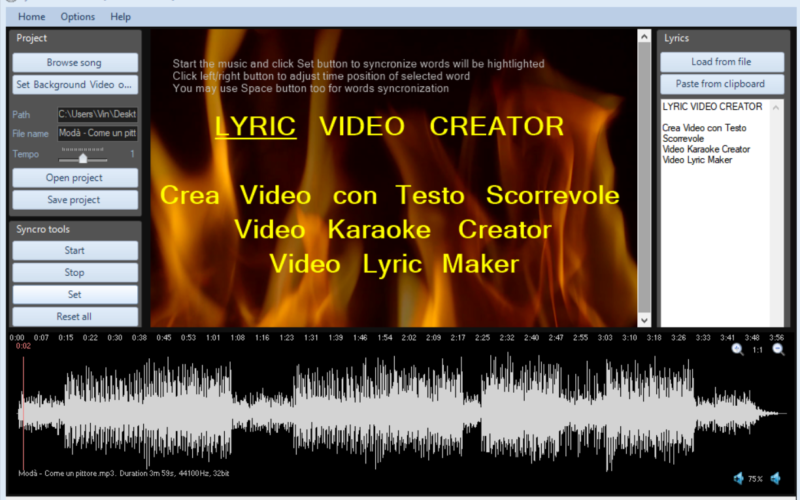 Home Options Help
Project
Browse song
Set Background Video o...
Path C:\Users\Vin\Deskt
File name Modà - Come un pitt
Tempo 1
Open project
Save project
Syncro tools
Start
Stop
Set
Reset all
Start the music and click Set button to syncronize words will be hightlighted
Click left/right button to adjust time position of selected word
You may use Space button too for words syncronization
LYRIC VIDEO CREATOR
Crea Video con Testo Scorrevole
Video Karaoke Creator
Video Lyric Maker
Lyrics
Load from file
Paste from clipboard
LYRIC VIDEO CREATOR
Crea Video con Testo
Scorrevole
Video Karaoke Creator
Video Lyric Maker
0:00 0:07 0:15 0:22 0:30 0:38 0:45 0:53 1:01 1:08 1:16 1:23 1:31 1:39 1:46 1:54 2:02 2:09 2:17 2:25 2:32 2:40 2:47 2:55 3:03 3:10 3:18 3:26 3:33 3:41 3:48 3:56
0:02
1:1
Modà - Come un pittore.mp3. Duration 3m 59s, 44100Hz, 32bit
75%